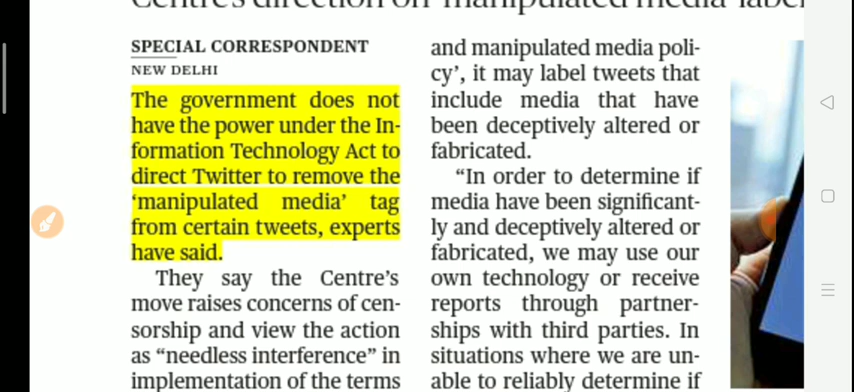 Centre's direction on 'manipulated media' label
SPECIAL CORRESPONDENT
NEW DELHI
The government does not
have the power under the In-
formation Technology Act to
direct Twitter to remove the
‘manipulated media’ tag
from certain tweets, experts
have said.
They say the Centre’s
move raises concerns of cen-
sorship and view the action
as “needless interference” in
implementation of the terms
and manipulated media poli-
cy’, it may label tweets that
include media that have
been deceptively altered or
fabricated.
“In order to determine if
media have been significant-
ly and deceptively altered or
fabricated, we may use our
own technology or receive
reports through partner-
ships with third parties. In
situations where we are un-
able to reliably determine if